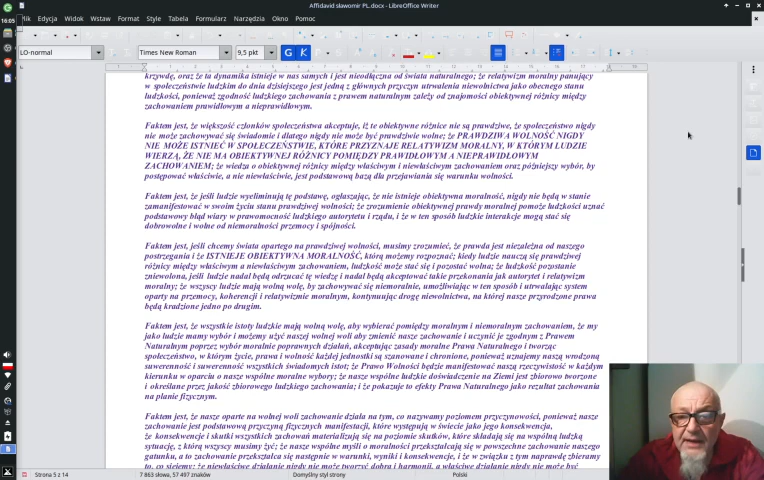 Affidavid sławomir PL.docx - LibreOffice Writer
16:05
Plik Edycja Widok Wstaw Format Style Tabela Formularz Narzędzia Okno Pomoc
LO-normal Times New Roman 9,5 pkt G K P
krzywdę, oraz że ta dynamika istnieje w nas samych i jest nieodłączna od świata naturalnego; że relatywizm moralny panujący
w społeczeństwie ludzkim do dnia dzisiejszego jest jedną z głównych przyczyn utrwalenia niewolnictwa jako obecnego stanu
ludzkości, ponieważ zgodność ludzkiego zachowania z prawem naturalnym zależy od znajomości obiektywnej różnicy między
zachowaniem prawidłowym a nieprawidłowym.
Faktem jest, że większość członków społeczeństwa akceptuje, iż te obiektywne różnice nie są prawdziwe, że społeczeństwo nigdy
nie może zachowywać się świadomie i dlatego nigdy nie może być prawdziwie wolne; że PRAWDZIWA WOLNOŚĆ NIGDY
NIE MOŻE ISTNIEĆ W SPOŁECZEŃSTWIE, KTÓRE PRZYZNAJE RELATYWIZM MORALNY, W KTÓRYM LUDZIE
WIERZĄ, ŻE NIE MA OBIEKTYWNEJ RÓŻNICY POMIĘDZY PRAWIDŁOWYM A NIEPRAWIDŁOWYM
ZACHOWANIEM; że wiedza o obiektywnej różnicy między właściwym i niewłaściwym zachowaniem oraz późniejszy wybór, by
postępować właściwie, a nie niewłaściwie, jest podstawową bazą dla przejawiania się warunku wolności.
Faktem jest, że jeśli ludzie wyeliminują tę podstawę, ogłaszając, że nie istnieje obiektywna moralność, nigdy nie będą w stanie
zamanifestować w swoim życiu stanu prawdziwej wolności; że zrozumienie obiektywnej prawdy moralnej pomoże ludzkości uznać
podstawowy błąd wiary w prawomocność ludzkiego autorytetu i rządu, i że w ten sposób ludzkie interakcje mogą stać się
dobrowolne i wolne od niemoralności przemocy i spójności.
Faktem jest, jeśli chcemy świata opartego na prawdziwej wolności, musimy zrozumieć, że prawda jest niezależna od naszego
postrzegania i że ISTNIEJE OBIEKTYWNA MORALNOŚĆ, którą możemy rozpoznać; kiedy ludzie nauczą się prawdziwej
różnicy między właściwym a niewłaściwym zachowaniem, ludzkość może stać się i pozostać wolna; że ludzkość pozostanie
zniewolona, jeśli ludzie nadal będą odrzucać tę wiedzę i nadal będą akceptować takie przekonania jak autorytet i relatywizm
moralny; że wszyscy ludzie mają wolną wolę, by zachowywać się niemoralnie, umożliwiając w ten sposób i utrwalając system
oparty na przemocy, koherencji i relatywizmie moralnym, kontynuując drogę niewolnictwa, na której nasze przyrodzone prawa
będą kradzione jedno po drugim.
Faktem jest, że wszystkie istoty ludzkie mają wolną wolę, aby wybierać pomiędzy moralnym i niemoralnym zachowaniem, że my
jako ludzie mamy wybór i możemy użyć naszej wolnej woli aby zmienić nasze zachowanie i uczynić je zgodnym z Prawem
Naturalnym poprzez wybór moralnie poprawnych działań, akceptując zasady moralne Prawa Naturalnego i tworząc
społeczeństwo, w którym życie, prawa i wolność każdej jednostki są szanowane i chronione, ponieważ uznajemy naszą wrodzoną
suwerenność i suwerenność wszystkich świadomych istot; że Prawo Wolności będzie manifestować naszą rzeczywistość w każdym
kierunku w oparciu o nasze wspólne moralne wybory; że nasze wspólne ludzkie doświadczenie na Ziemi jest zbiorowo tworzone
i określane przez jakość zbiorowego ludzkiego zachowania; i że pokazuje to efekty Prawa Naturalnego jako rezultat zachowania
na planie fizycznym.
Faktem jest, że nasze oparte na wolnej woli zachowanie działa na tym, co nazywamy poziomem przyczynowości, ponieważ nasze
zachowanie jest podstawową przyczyną fizycznych manifestacji, które występują w świecie jako jego konsekwencja,
że konsekwencje i skutki wszystkich zachowań materializują się na poziomie skutków, które składają się na wspólną ludzką
sytuację, z którą wszyscy musimy żyć; że nasze wspólne myśli o moralności przekształcają się w powszechne zachowanie naszego
gatunku, a to zachowanie przekształca się następnie w warunki, wyniki i konsekwencje, i że w związku z tym naprawdę zbieramy
to, co siejemy; że niewłaściwe działanie nigdy nie może tworzyć dobra i harmonii, a właściwe działanie nigdy nie może być
Strona 5 z 14 7 863 słowa, 57 497 znaków Domyślny styl strony Polski